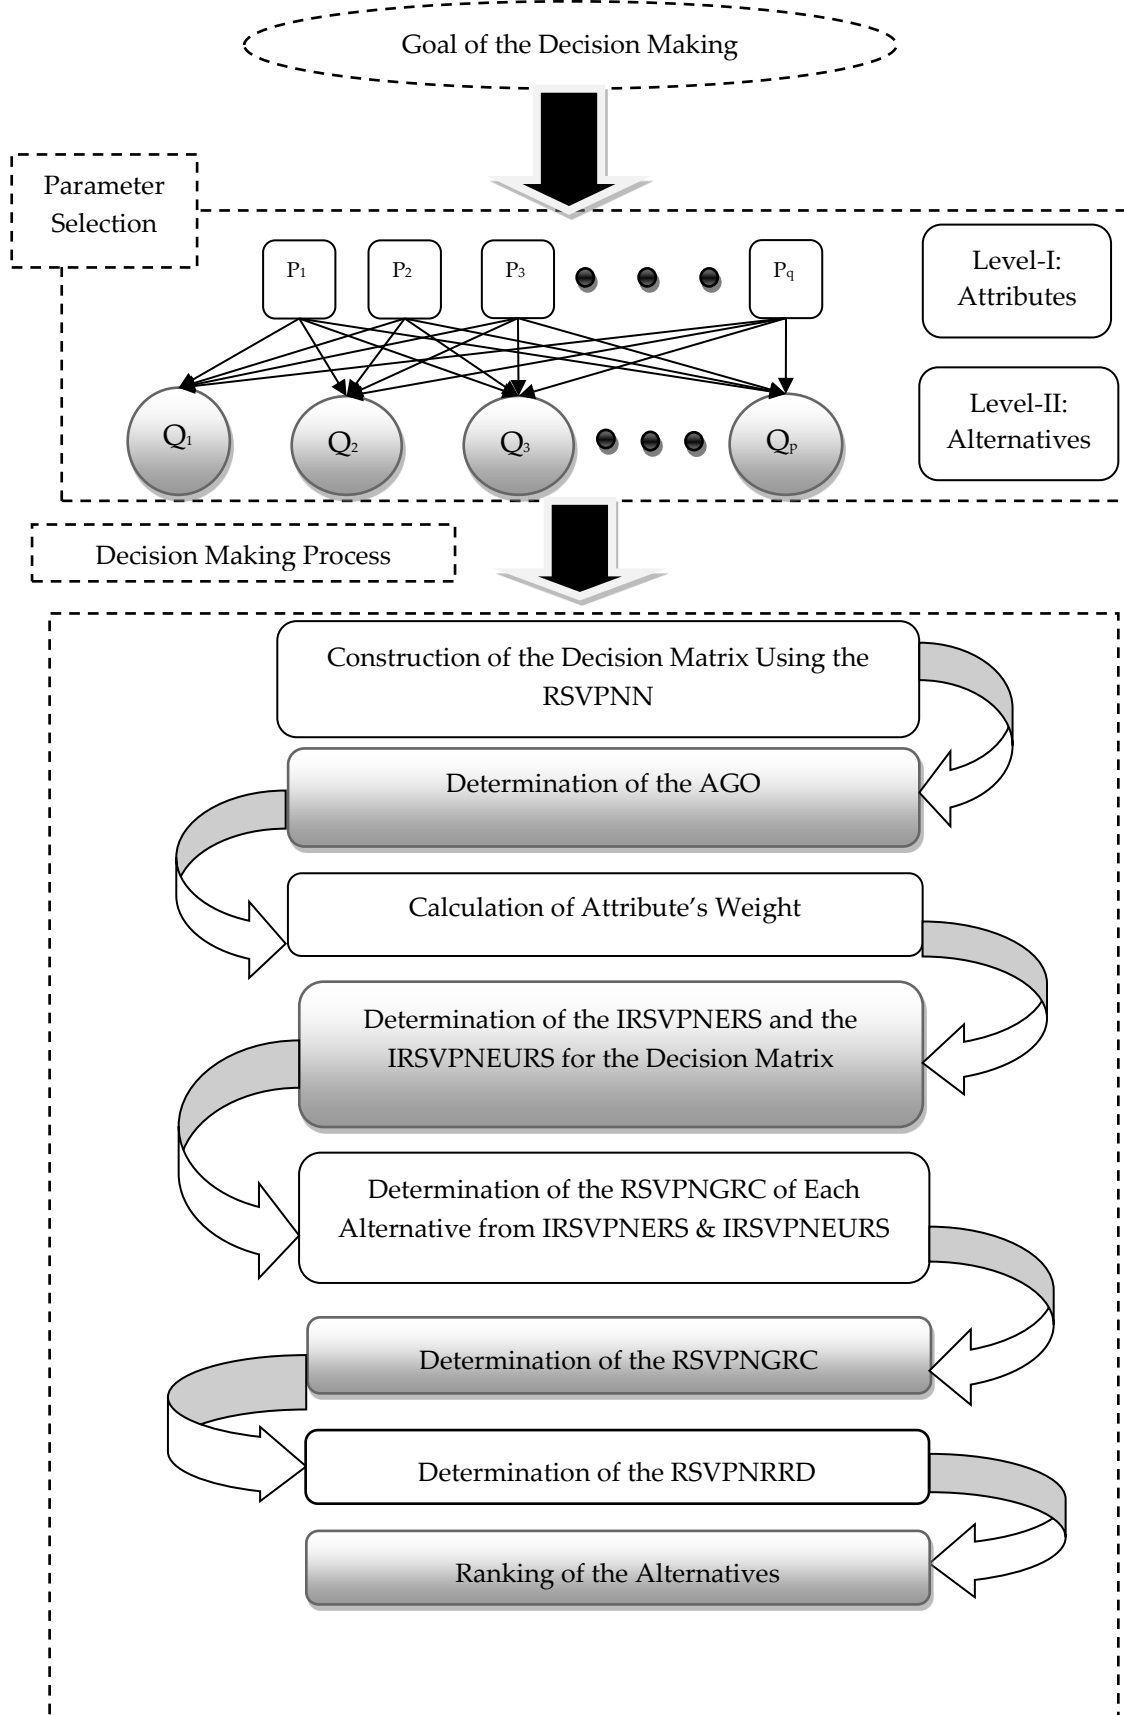 Goal of the Decision Making
Parameter
Selection
P1 P2 P3 Pq
Level-I:
Attributes
Q1 Q2 Q3 Qp
Level-II:
Alternatives
Decision Making Process
Construction of the Decision Matrix Using the
RSVPNN
Determination of the AGO
Calculation of Attribute’s Weight
Determination of the IRSVPNERS and the
IRSVPNEURS for the Decision Matrix
Determination of the RSVPNGRC of Each
Alternative from IRSVPNERS & IRSVPNEURS
Determination of the RSVPNGRC
Determination of the RSVPNRRD
Ranking of the Alternatives